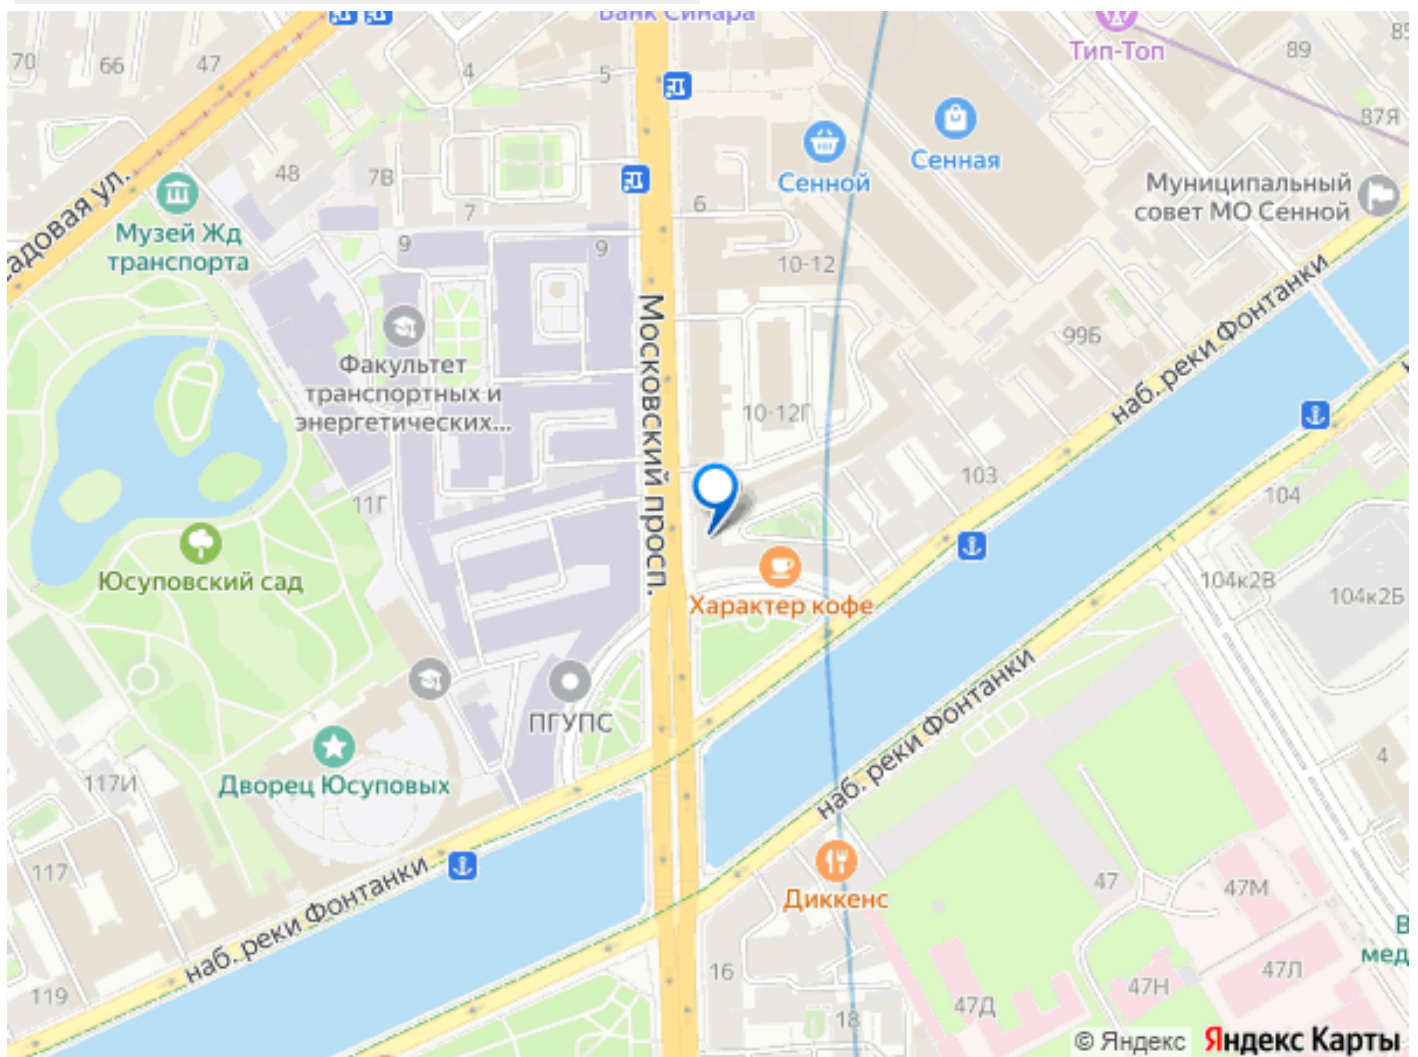 Банк Синара
Тип-Топ
70
66
47
4
5
89
85
87Я
48
7В
7
Сенной
Сенная
Муниципальный
совет МО Сенной
адовая ул.
Музей Жд
транспорта
9
9
6
10-12
Московский просп.
99Б
наб. реки Фонтанки
Факультет
транспортных и
энергетических...
10-12Г
11Г
103
104
Юсуповский сад
Характер кофе
104к2В
104к2Б
ПГУПС
наб. реки Фонтанки
Дворец Юсуповых
117И
4
117
наб. реки Фонтанки
Диккенс
47
47М
В
мед
119
16
18
47Д
47Н
47Л
© Яндекс Яндекс Карты